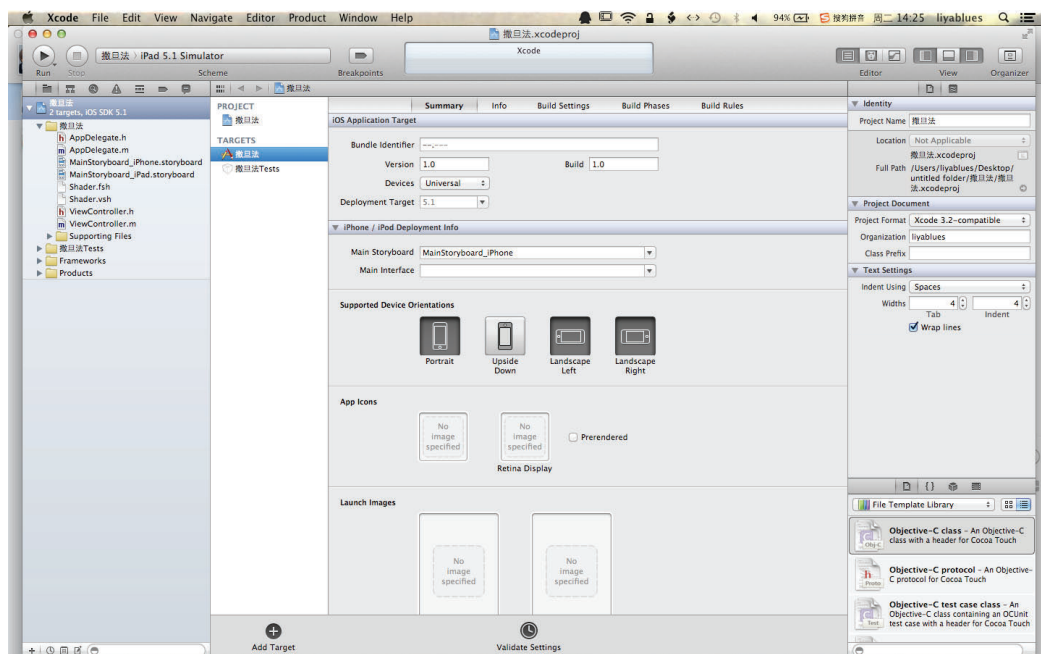 Xcode File Edit View Navigate Editor Product Window Help 94% 搜狗拼音 周二 14:25 liyablues
撒旦法.xcodeproj
撒旦法 iPad 5.1 Simulator
Xcode
Run Stop Scheme Breakpoints Editor View Organizer
撒旦法
撒旦法
2 targets, iOS SDK 5.1
撒旦法
h AppDelegate.h
m AppDelegate.m
MainStoryboard_iPhone.storyboard
MainStoryboard_iPad.storyboard
Shader.fsh
Shader.vsh
h ViewController.h
m ViewController.m
Supporting Files
撒旦法Tests
Frameworks
Products
PROJECT
撒旦法
TARGETS
撒旦法
撒旦法Tests
Summary Info Build Settings Build Phases Build Rules
iOS Application Target
Bundle Identifier --.---
Version 1.0 Build 1.0
Devices Universal
Deployment Target 5.1
iPhone / iPod Deployment Info
Main Storyboard MainStoryboard_iPhone
Main Interface
Supported Device Orientations
Portrait
Upside
Down
Landscape
Left
Landscape
Right
App Icons
No
image
specified
No
image
specified
Prerendered
Retina Display
Launch Images
No
image
specified
No
image
specified
Add Target Validate Settings
Identity
Project Name 撒旦法
Location Not Applicable
撒旦法.xcodeproj
Full Path /Users/liyablues/Desktop/
untitled folder/撒旦法/撒旦
法.xcodeproj
Project Document
Project Format Xcode 3.2-compatible
Organization liyablues
Class Prefix
Text Settings
Indent Using Spaces
Widths 4 4
Tab Indent
Wrap lines
{}
File Template Library
Obj-C
Objective-C class - An Objective-C
class with a header for Cocoa Touch
h
Proto
Objective-C protocol - An Objective-
C protocol for Cocoa Touch
Test
Objective-C test case class - An
Objective-C class containing an OCUnit
test case with a header for Cocoa Touch